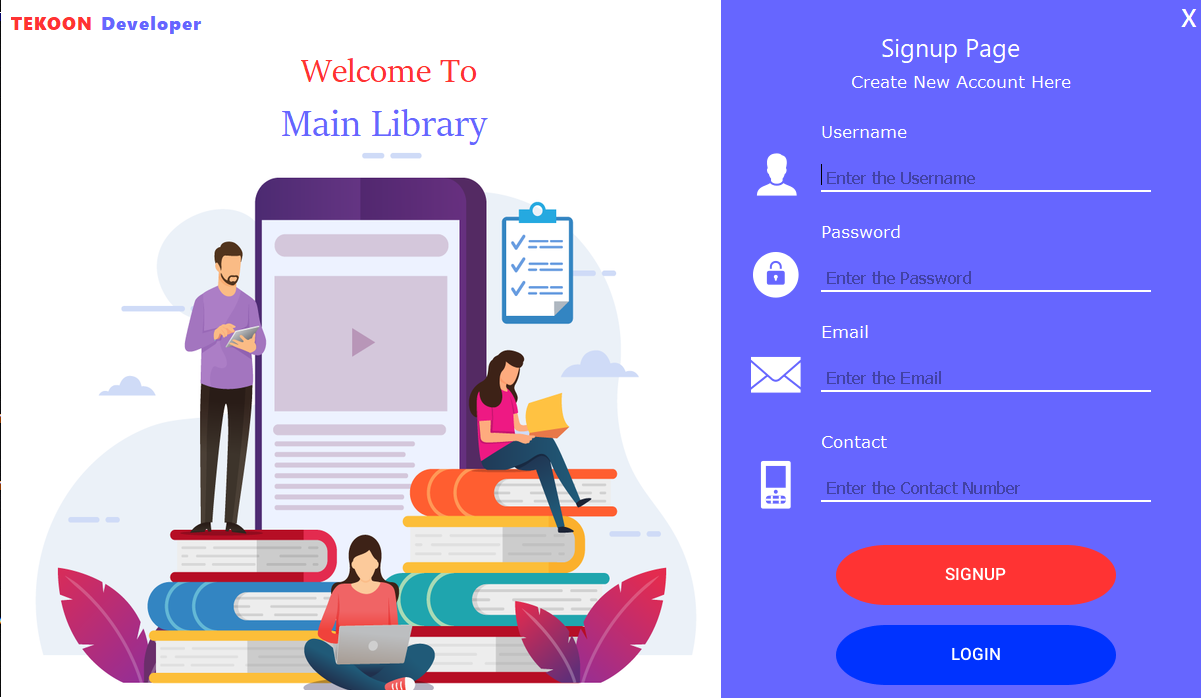 TEKOON Developer
Welcome To
Main Library
X
Signup Page
Create New Account Here
Username
Enter the Username
Password
Enter the Password
Email
Enter the Email
Contact
Enter the Contact Number
SIGNUP
LOGIN